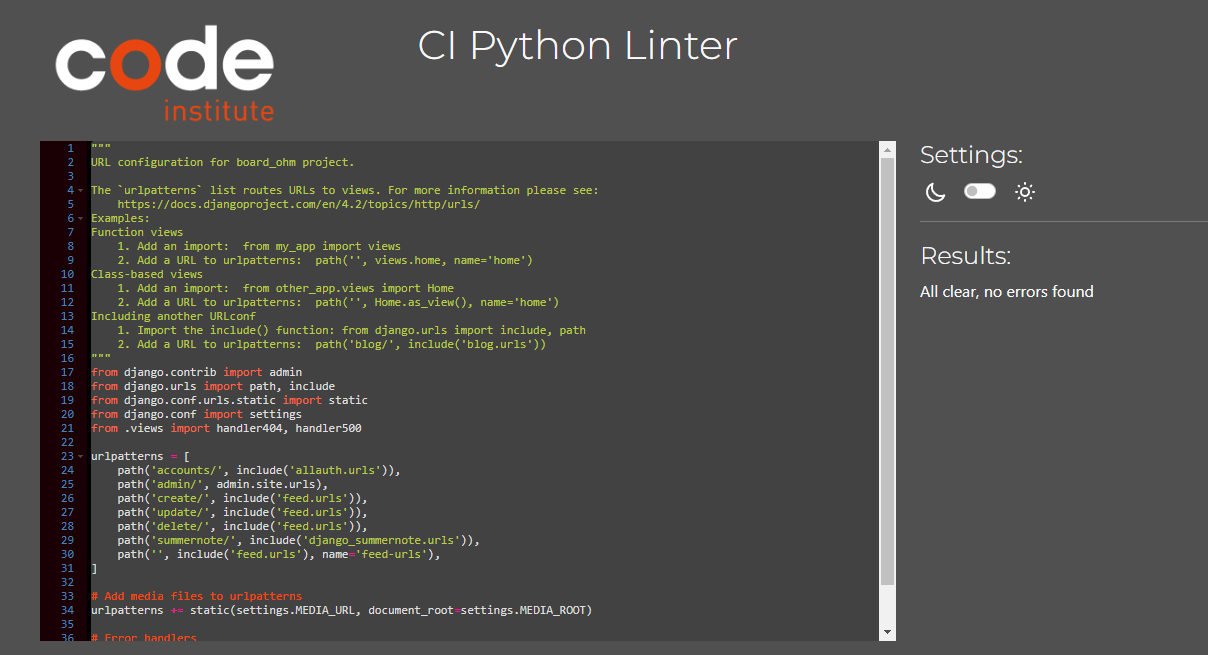 code
institute
CI Python Linter
1 """
2 URL configuration for board_ohm project.
3
4 The `urlpatterns` list routes URLs to views. For more information please see:
5     https://docs.djangoproject.com/en/4.2/topics/http/urls/
6 Examples:
7 Function views
8     1. Add an import:  from my_app import views
9     2. Add a URL to urlpatterns:  path('', views.home, name='home')
10 Class-based views
11     1. Add an import:  from other_app.views import Home
12     2. Add a URL to urlpatterns:  path('', Home.as_view(), name='home')
13 Including another URLconf
14     1. Import the include() function: from django.urls import include, path
15     2. Add a URL to urlpatterns:  path('blog/', include('blog.urls'))
16 """
17 from django.contrib import admin
18 from django.urls import path, include
19 from django.conf.urls.static import static
20 from django.conf import settings
21 from .views import handler404, handler500
22
23 urlpatterns = [
24     path('accounts/', include('allauth.urls')),
25     path('admin/', admin.site.urls),
26     path('create/', include('feed.urls')),
27     path('update/', include('feed.urls')),
28     path('delete/', include('feed.urls')),
29     path('summernote/', include('django_summernote.urls')),
30     path('', include('feed.urls'), name='feed-urls'),
31 ]
32
33 # Add media files to urlpatterns
34 urlpatterns += static(settings.MEDIA_URL, document_root=settings.MEDIA_ROOT)
35
36 # Error handlers
Settings:
Results:
All clear, no errors found